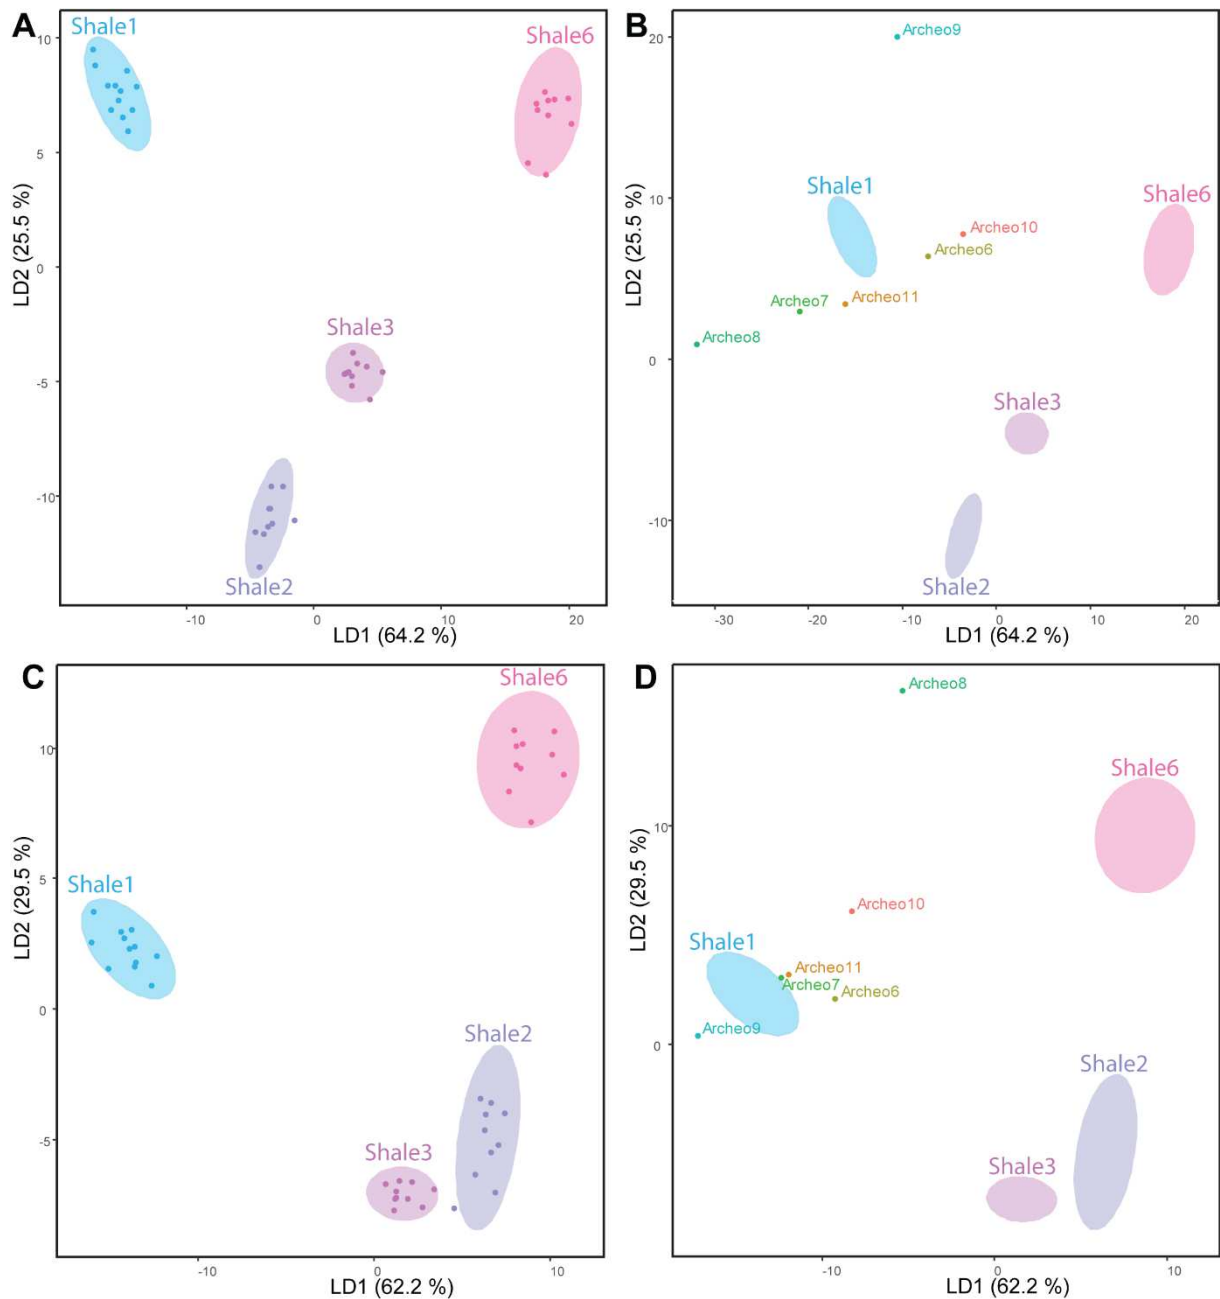 A
Shale1
Shale6
10
5
0
-5
-10
LD2 (25.5 %)
Shale3
Shale2
-10
0
10
20
LD1 (64.2 %)
B
Archeo9
20
Shale1
Shale6
10
Archeo10
Archeo6
Archeo7
Archeo11
Archeo8
0
LD2 (25.5 %)
Shale3
-10
Shale2
-30
-20
-10
0
10
20
LD1 (64.2 %)
C
Shale6
10
Shale1
5
0
LD2 (29.5 %)
Shale2
-5
Shale3
-10
0
10
LD1 (62.2 %)
D
Archeo8
Shale6
10
Archeo10
Shale1
Archeo11
Archeo7
Archeo6
Archeo9
0
LD2 (29.5 %)
Shale2
Shale3
-10
0
10
LD1 (62.2 %)